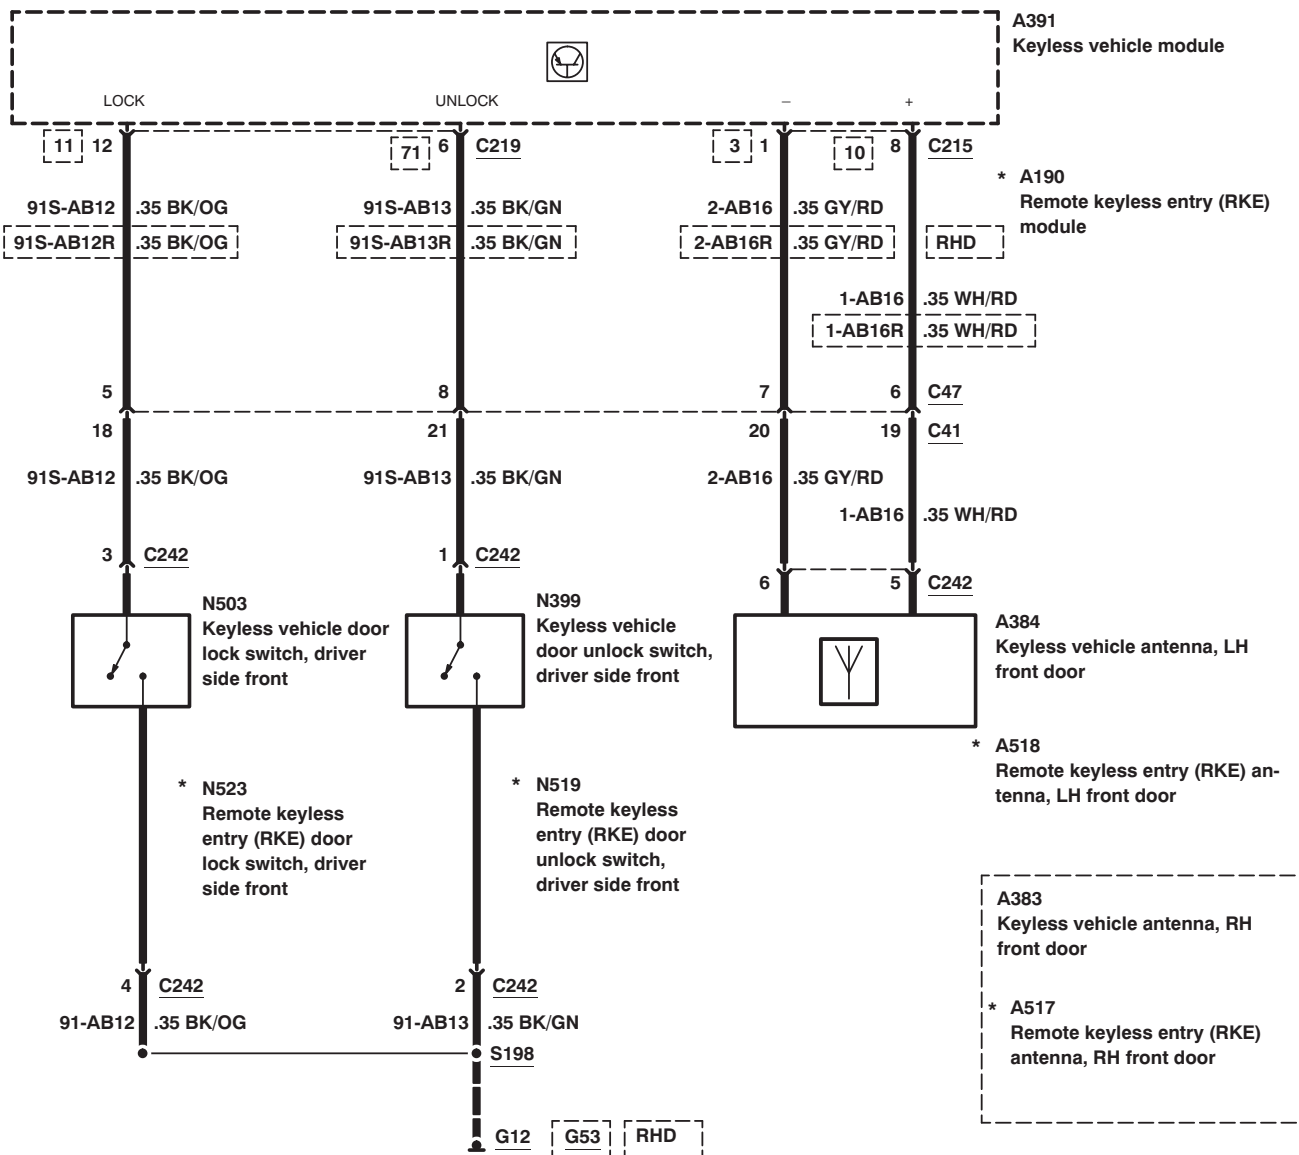 A391
Keyless vehicle module
LOCK
UNLOCK
–
+
11 12
71 6 C219
3 1
10 8 C215
* A190
Remote keyless entry (RKE)
module
91S-AB12 .35 BK/OG
91S-AB13 .35 BK/GN
2-AB16 .35 GY/RD
91S-AB12R .35 BK/OG
91S-AB13R .35 BK/GN
2-AB16R .35 GY/RD
RHD
1-AB16 .35 WH/RD
1-AB16R .35 WH/RD
5
8
7
6 C47
18
21
20
19 C41
91S-AB12 .35 BK/OG
91S-AB13 .35 BK/GN
2-AB16 .35 GY/RD
1-AB16 .35 WH/RD
3 C242
1 C242
6
5 C242
N503
Keyless vehicle door
lock switch, driver
side front
N399
Keyless vehicle
door unlock switch,
driver side front
A384
Keyless vehicle antenna, LH
front door
* A518
Remote keyless entry (RKE) an-
tenna, LH front door
* N523
Remote keyless
entry (RKE) door
lock switch, driver
side front
* N519
Remote keyless
entry (RKE) door
unlock switch,
driver side front
A383
Keyless vehicle antenna, RH
front door
* A517
Remote keyless entry (RKE)
antenna, RH front door
4 C242
2 C242
91-AB12 .35 BK/OG
91-AB13 .35 BK/GN
S198
G12 G53 RHD